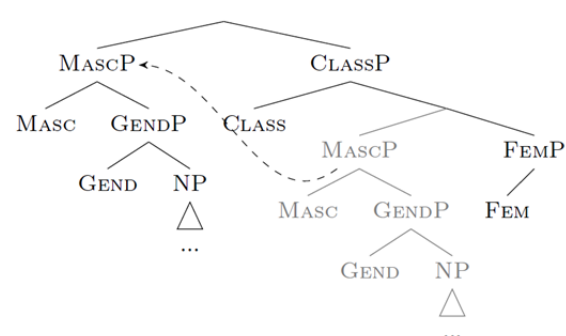 MascP ClassP
Masc GendP Class
MascP FemP
Gend NP
Masc GendP Fem
...
Gend NP
...